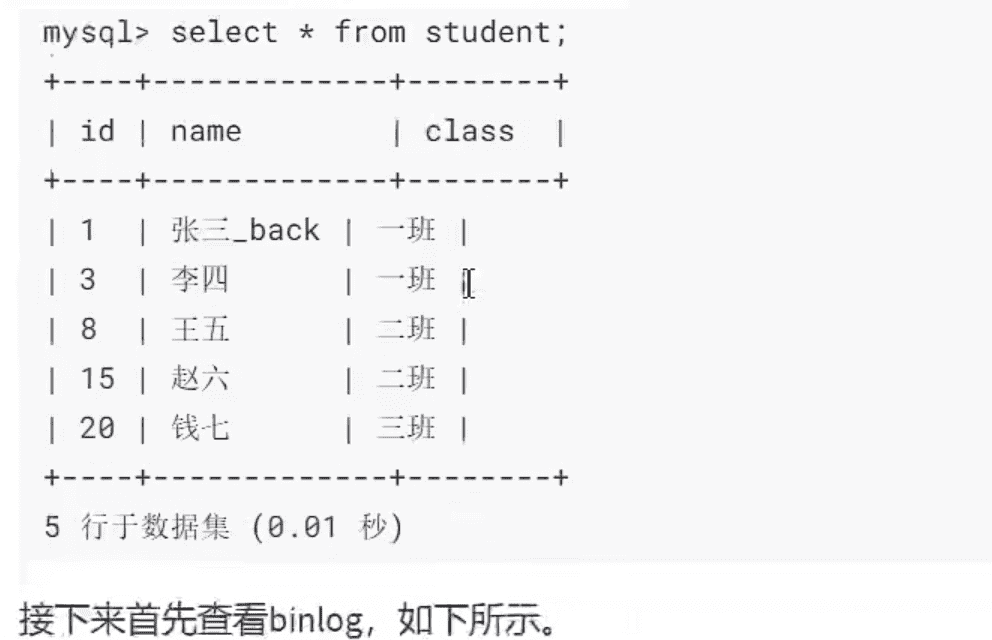 mysql> select * from student;
+----+-------------+--------+
| id | name | class |
+----+-------------+--------+
| 1 | 张三_back | 一班 |
| 3 | 李四 | 一班 |
| 8 | 王五 | 二班 |
| 15 | 赵六 | 二班 |
| 20 | 钱七 | 三班 |
+----+-------------+--------+
5 行于数据集 (0.01 秒)
接下来首先查看binlog，如下所示。